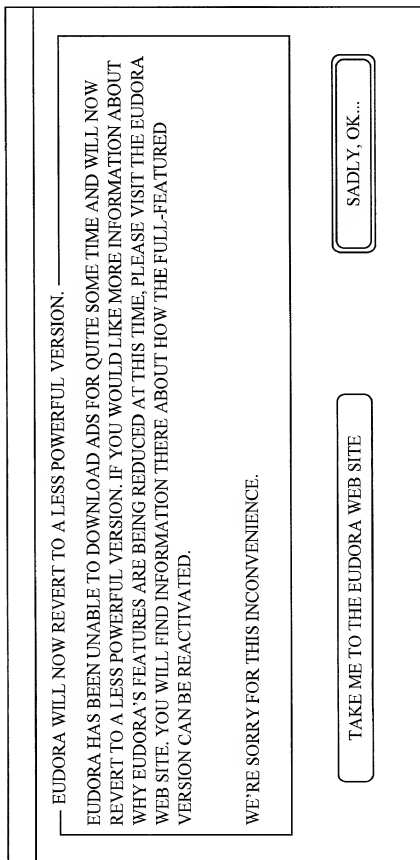 EUDORA WILL NOW REVERT TO A LESS POWERFUL VERSION.
EUDORA HAS BEEN UNABLE TO DOWNLOAD ADS FOR QUITE SOME TIME AND WILL NOW
REVERT TO A LESS POWERFUL VERSION. IF YOU WOULD LIKE MORE INFORMATION ABOUT
WHY EUDORA'S FEATURES ARE BEING REDUCED AT THIS TIME, PLEASE VISIT THE EUDORA
WEB SITE. YOU WILL FIND INFORMATION THERE ABOUT HOW THE FULL-FEATURED
VERSION CAN BE REACTIVATED.
WE'RE SORRY FOR THIS INCONVENIENCE.
TAKE ME TO THE EUDORA WEB SITE
SADLY, OK...